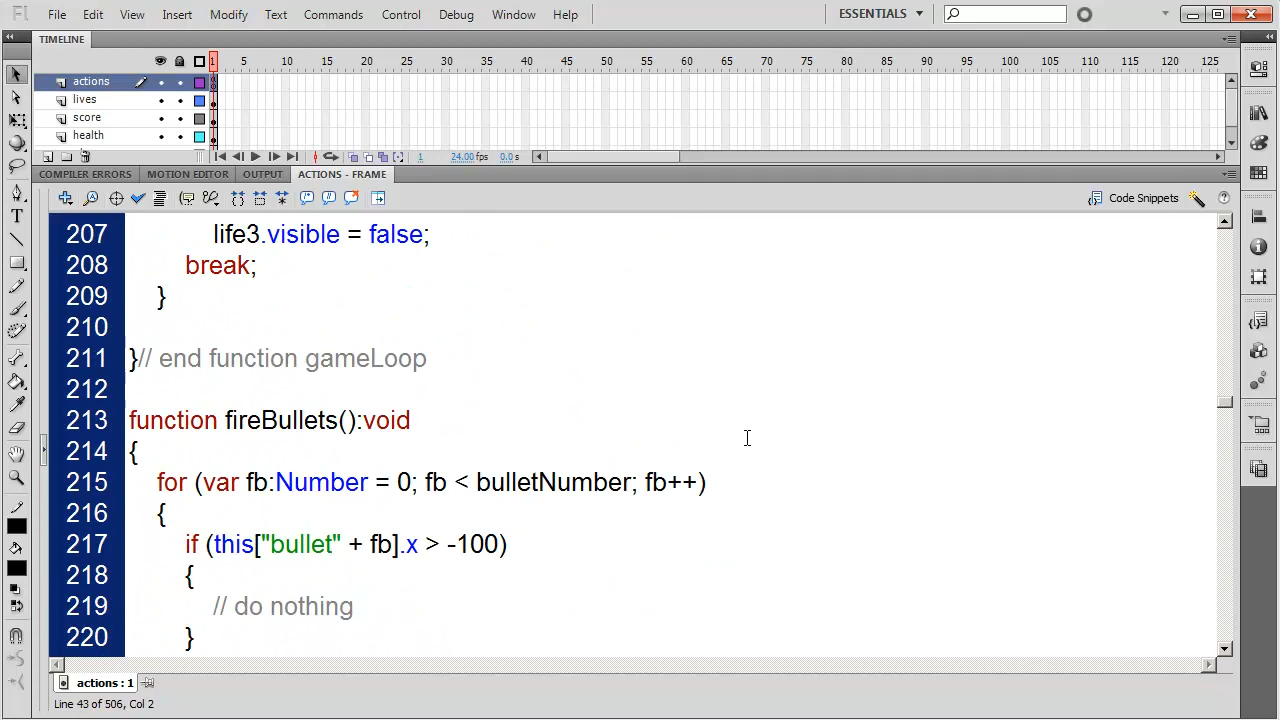 Fl File Edit View Insert Modify Text Commands Control Debug Window Help ESSENTIALS
TIMELINE
1 5 10 15 20 25 30 35 40 45 50 55 60 65 70 75 80 85 90 95 100 105 110 115 120 125
actions
lives
score
health
1 24.00 fps 0.0 s
COMPILER ERRORS MOTION EDITOR OUTPUT ACTIONS - FRAME
Code Snippets
207 life3.visible = false;
208 break;
209 }
210
211 }// end function gameLoop
212
213 function fireBullets():void
214 {
215 for (var fb:Number = 0; fb < bulletNumber; fb++)
216 {
217 if (this["bullet" + fb].x > -100)
218 {
219 // do nothing
220 }
actions : 1
Line 43 of 506, Col 2